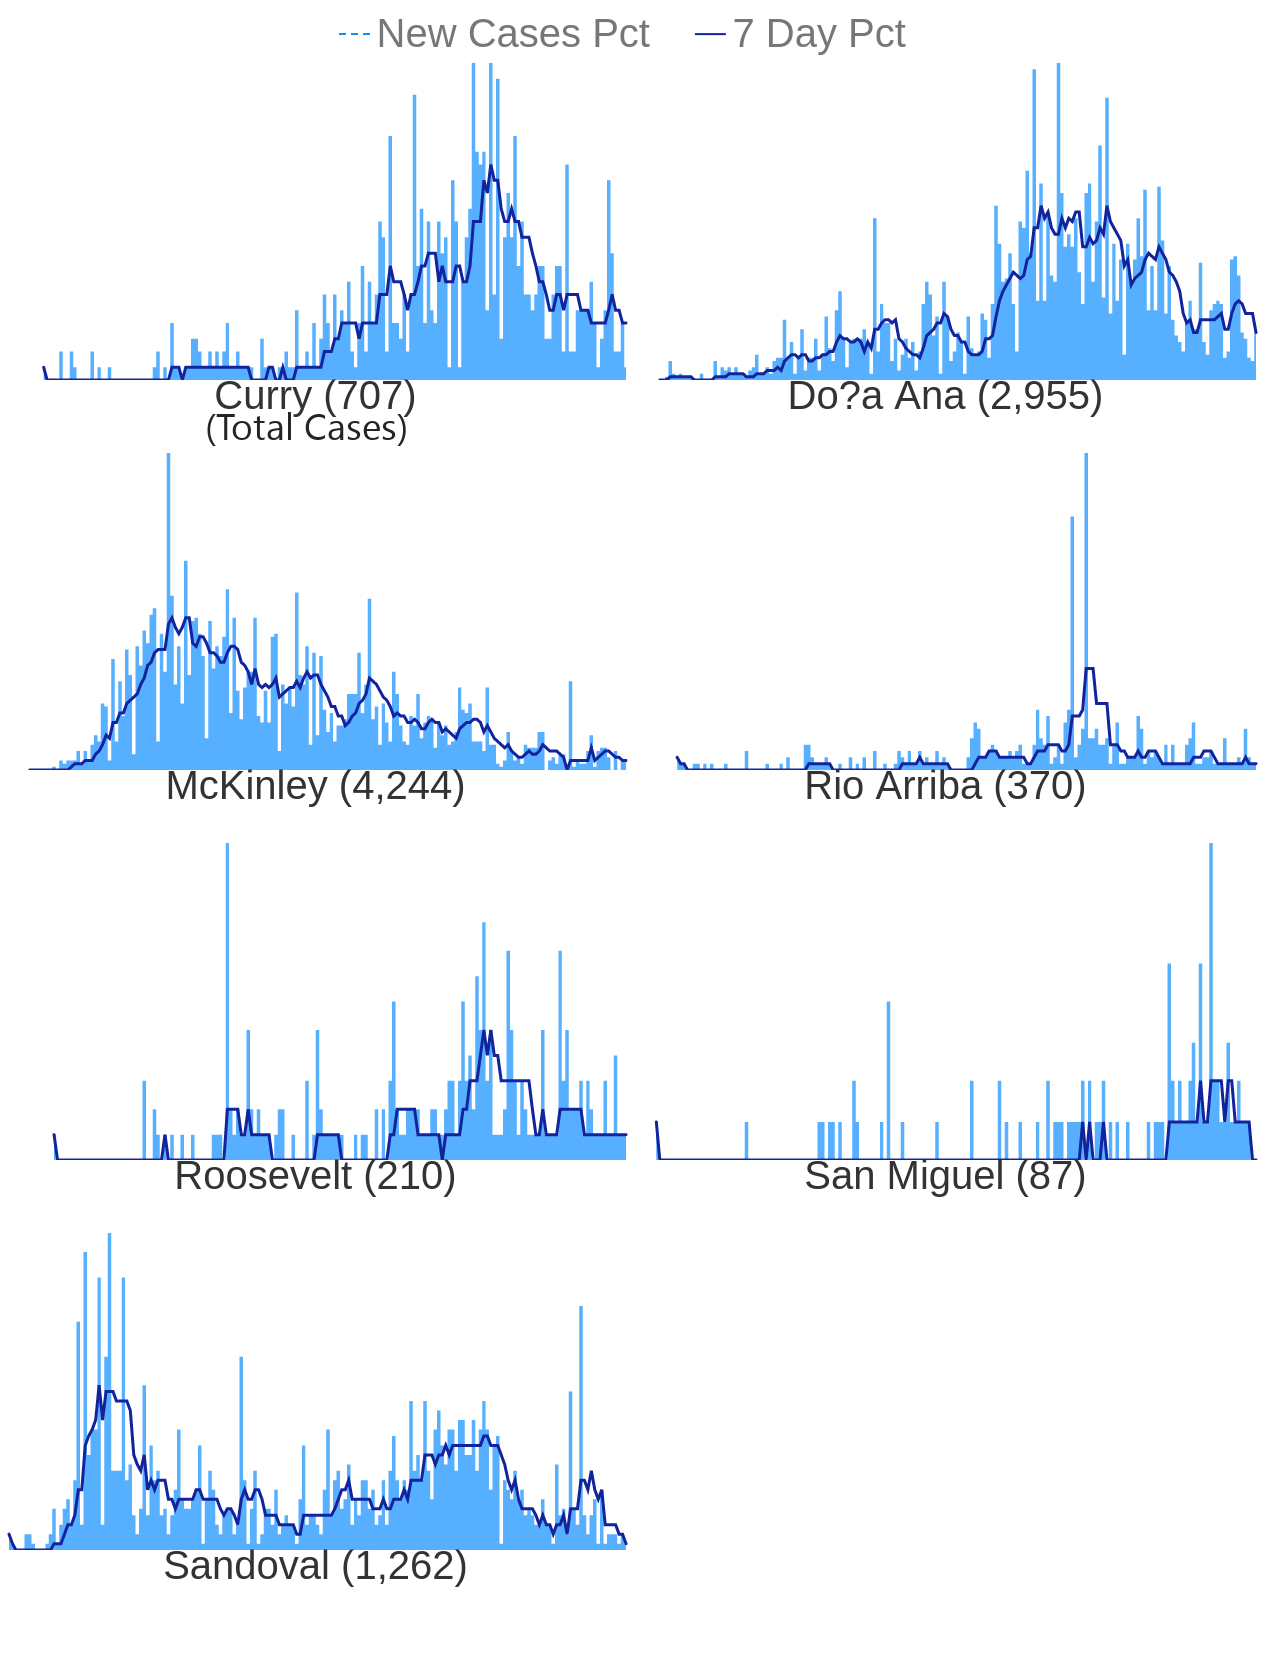 New Cases Pct 7 Day Pct
Curry (707) Do?a Ana (2,955)
(Total Cases)
McKinley (4,244) Rio Arriba (370)
Roosevelt (210) San Miguel (87)
Sandoval (1,262)